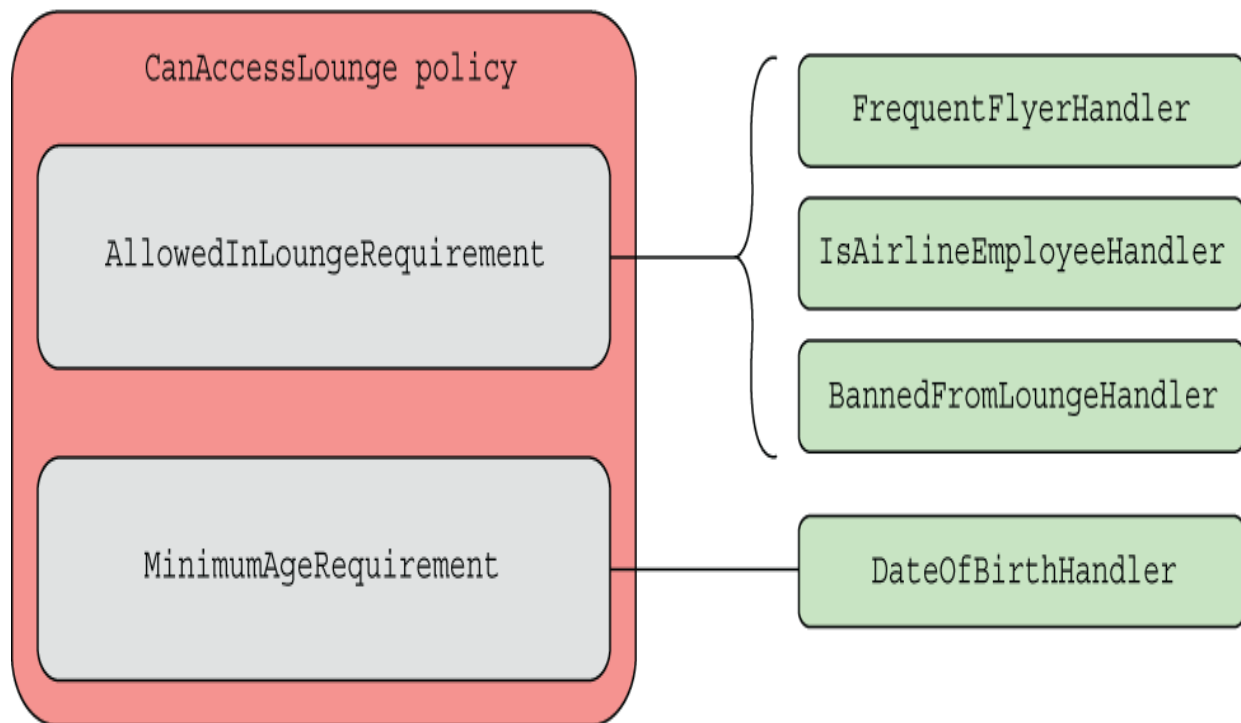 CanAccessLounge policy
AllowedInLoungeRequirement
FrequentFlyerHandler
IsAirlineEmployeeHandler
BannedFromLoungeHandler
MinimumAgeRequirement
DateOfBirthHandler